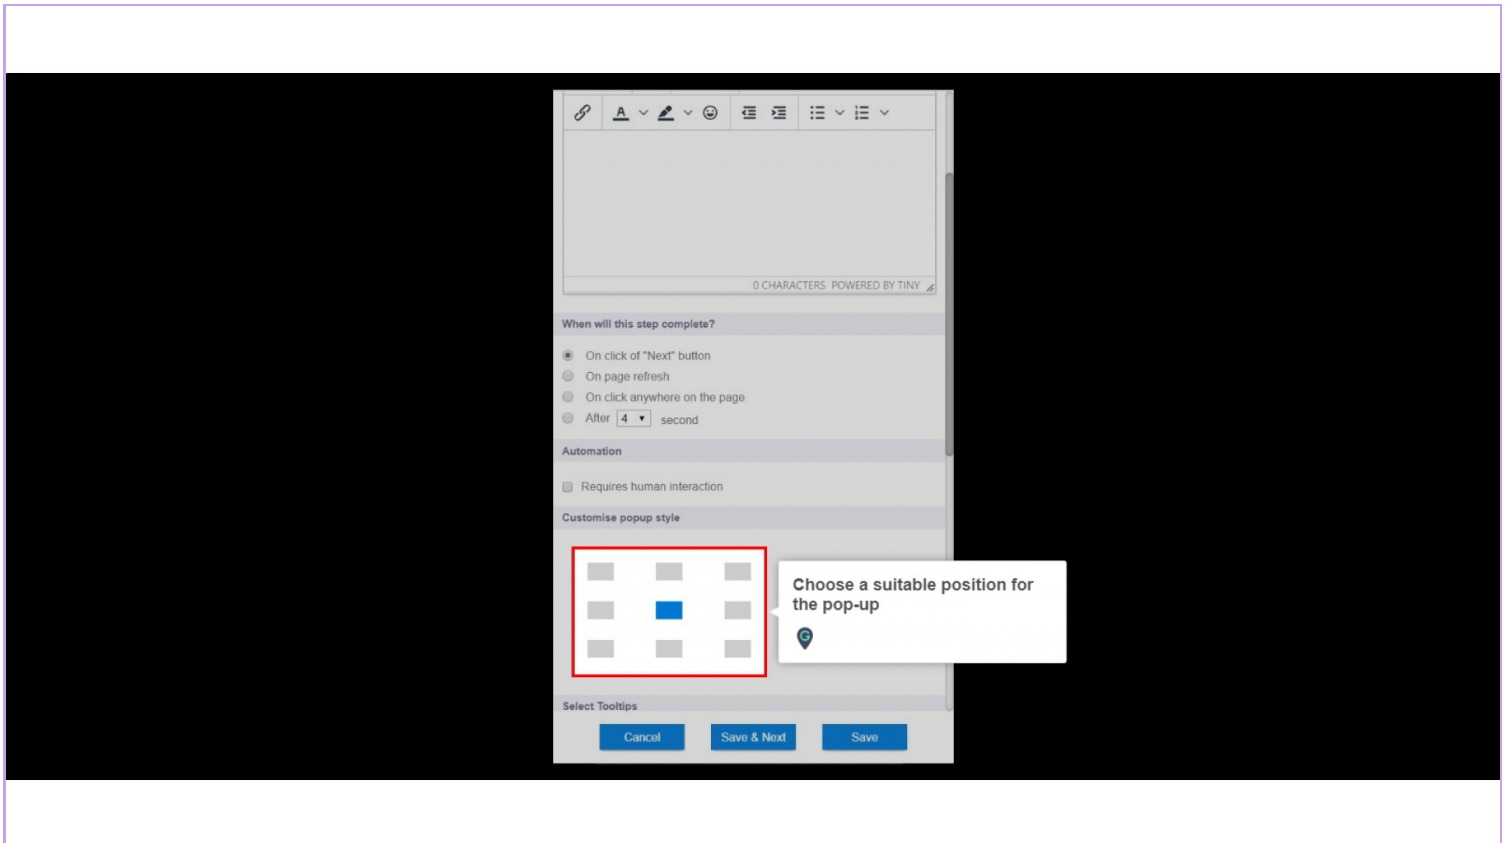 0 CHARACTERS POWERED BY TINY
When will this step complete?
On click of "Next" button
On page refresh
On click anywhere on the page
After 4 second
Automation
Requires human interaction
Customise popup style
Choose a suitable position for
the pop-up
Select Tooltips
Cancel Save & Next Save